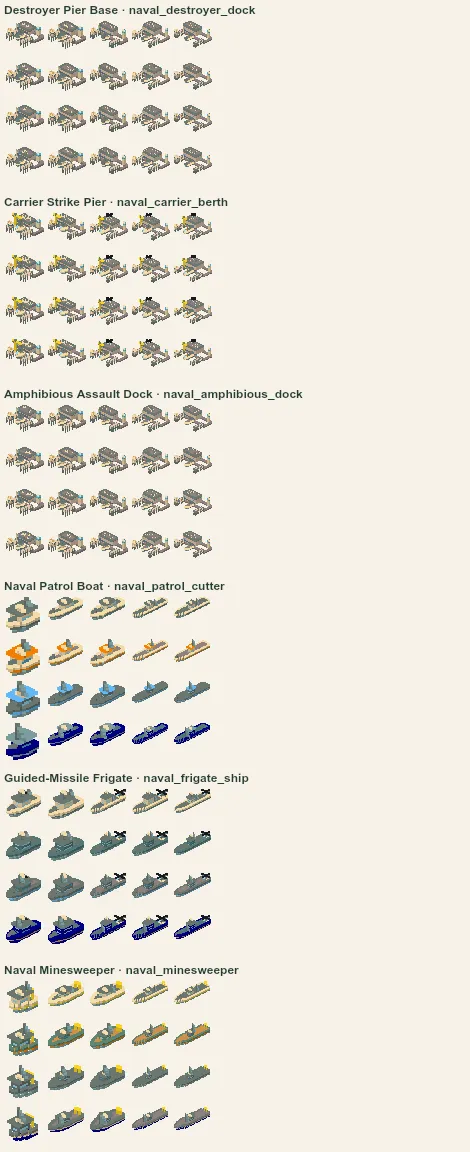 Destroyer Pier Base · naval_destroyer_dock
Carrier Strike Pier · naval_carrier_berth
Amphibious Assault Dock · naval_amphibious_dock
Naval Patrol Boat · naval_patrol_cutter
Guided-Missile Frigate · naval_frigate_ship
Naval Minesweeper · naval_minesweeper